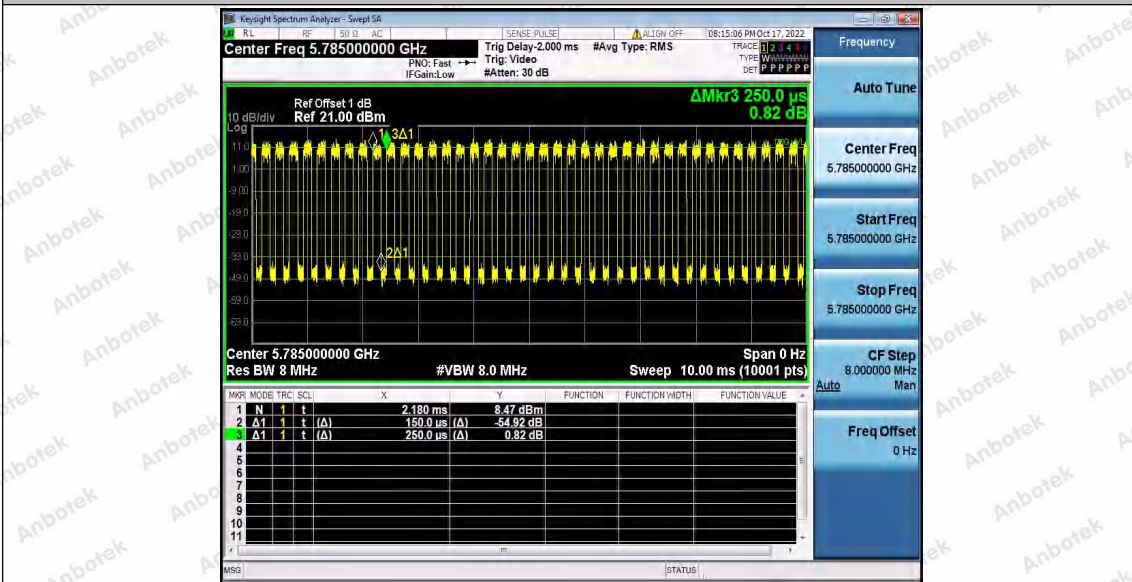 Keysight Spectrum Analyzer - Swept SA
RL RF 50 Ω AC SENSE:PULSE ALIGN OFF 08:15:06 PM Oct 17, 2022
Center Freq 5.785000000 GHz
PNO: Fast
IFGain:Low
Trig Delay-2.000 ms
Trig: Video
#Atten: 30 dB
#Avg Type: RMS
TRACE 1 2 3 4 5 6
TYPE WWWWWW
DET P P P P P P
Ref Offset 1 dB
10 dB/div Ref 21.00 dBm
Log
ΔMkr3 250.0 µs
0.82 dB
1 3Δ1
2Δ1
11.0
1.00
-9.00
-19.0
-29.0
-39.0
-49.0
-59.0
-69.0
Center 5.785000000 GHz Span 0 Hz
Res BW 8 MHz #VBW 8.0 MHz Sweep 10.00 ms (10001 pts)
MKR MODE TRC SCL X Y FUNCTION FUNCTION WIDTH FUNCTION VALUE
1 N 1 t 2.180 ms 8.47 dBm
2 Δ1 1 t (Δ) 150.0 µs (Δ) -54.92 dB
3 Δ1 1 t (Δ) 250.0 µs (Δ) 0.82 dB
4
5
6
7
8
9
10
11
MSG STATUS
Frequency
Auto Tune
Center Freq
5.785000000 GHz
Start Freq
5.785000000 GHz
Stop Freq
5.785000000 GHz
CF Step
8.000000 MHz
Auto Man
Freq Offset
0 Hz
Anbotek